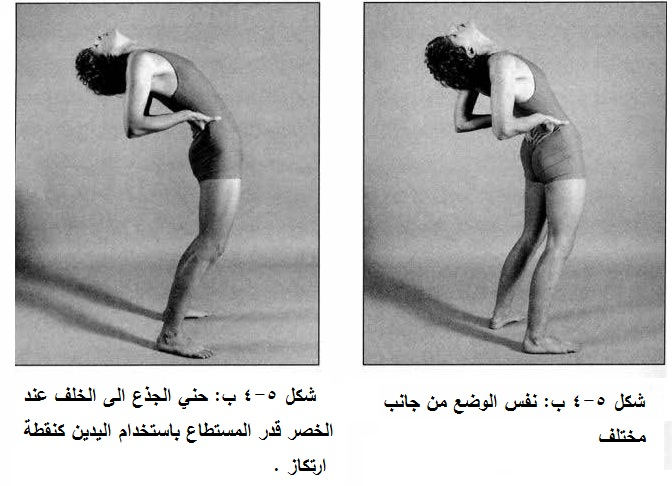 شكل ٥-٤ ب: حني الجذع الى الخلف عند
الخصر قدر المستطاع باستخدام اليدين كنقطة
ارتكاز .
شكل ٥-٤ ب: نفس الوضع من جانب
مختلف